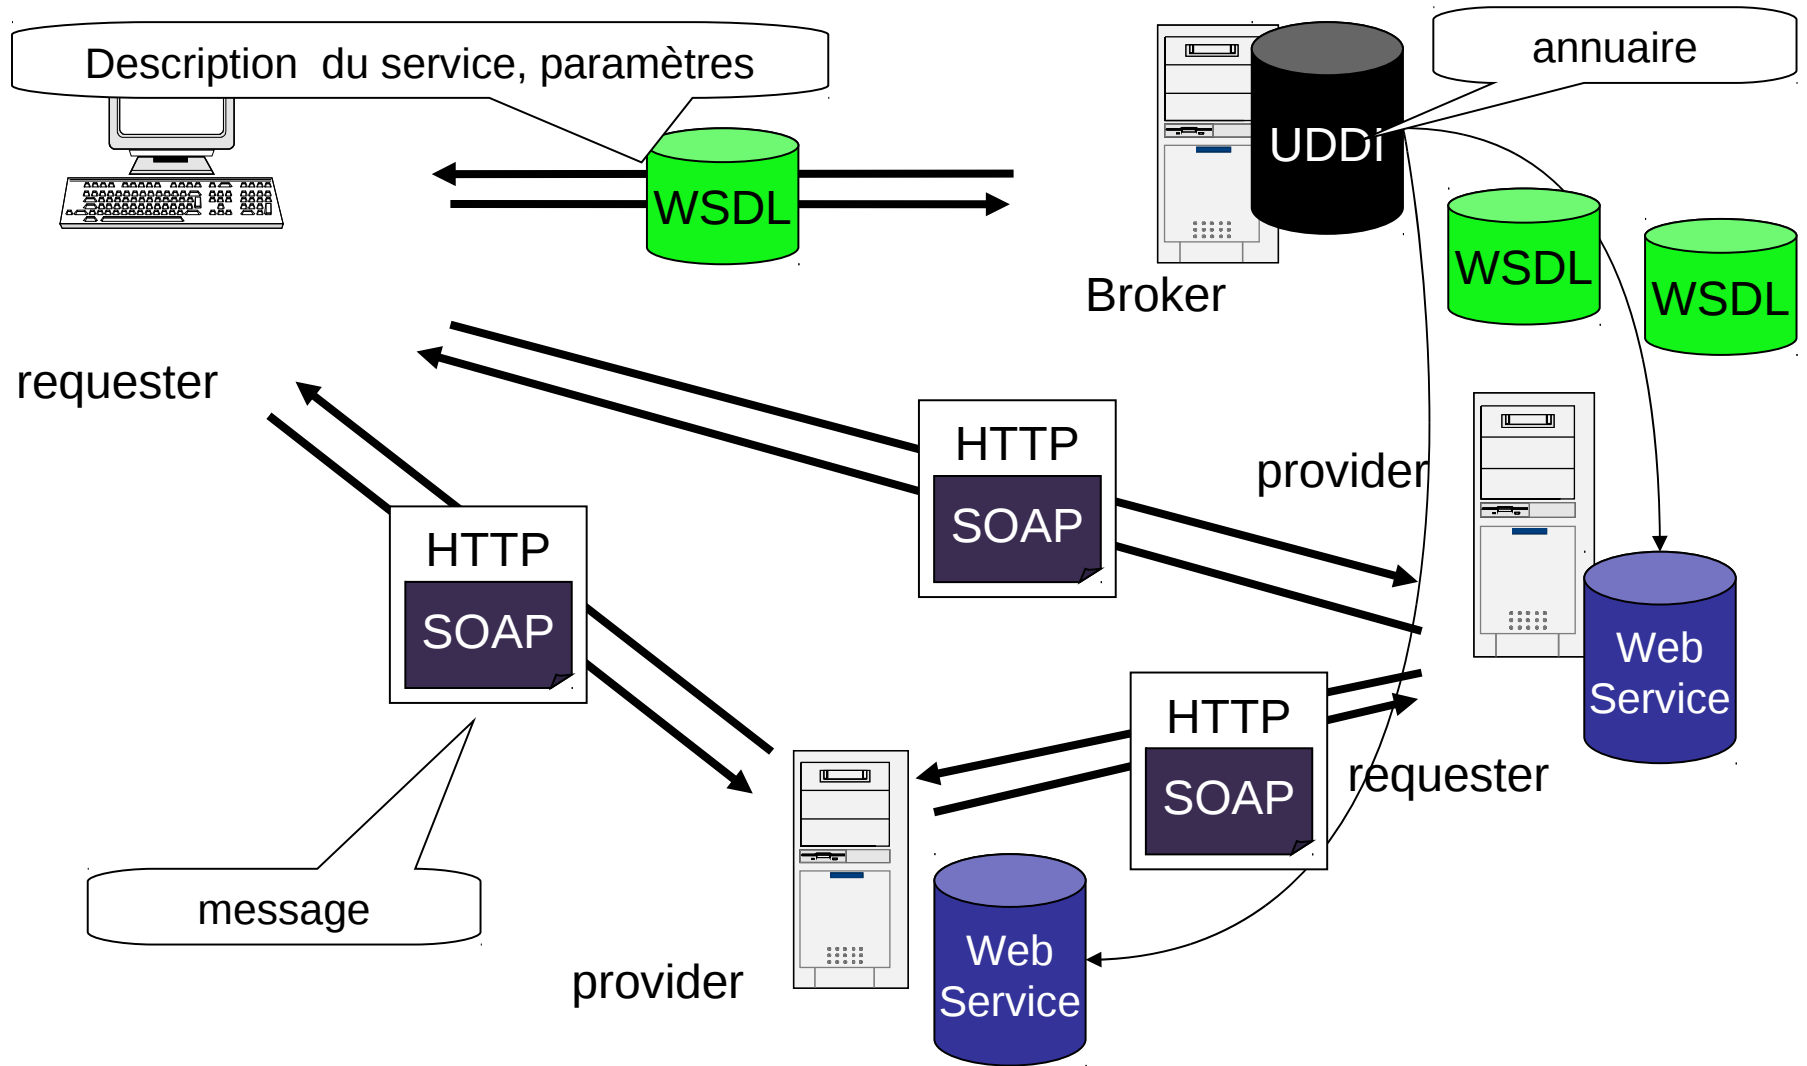 Description du service, paramètres
annuaire
UDDi
WSDL
WSDL
WSDL
Broker
requester
HTTP
SOAP
provider
HTTP
SOAP
Web
Service
HTTP
SOAP
requester
message
Web
Service
provider